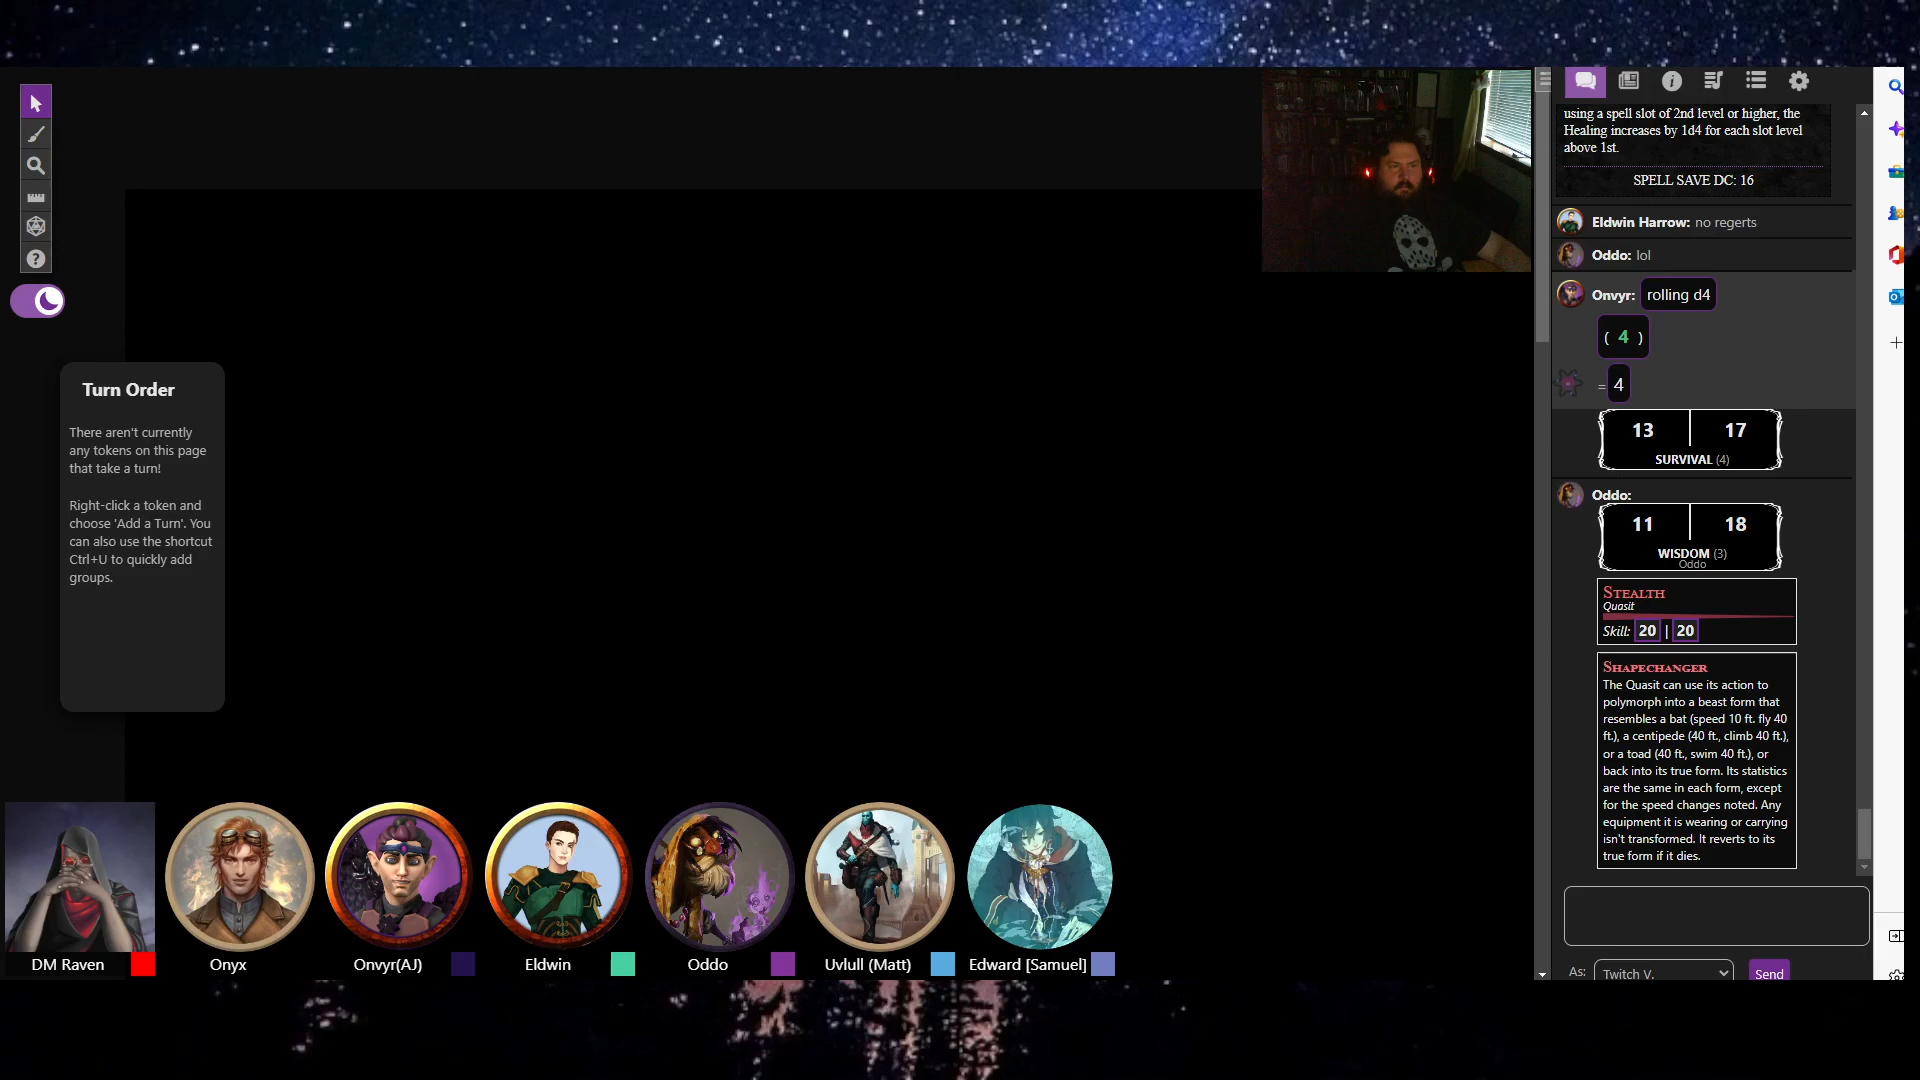 using a spell slot of 2nd level or higher, the
Healing increases by 1d4 for each slot level
above 1st.
SPELL SAVE DC: 16
Eldwin Harrow: no regerts
Oddo: lol
Onvyr: rolling d4
( 4 )
= 4
13 17
SURVIVAL (4)
Oddo:
11 18
WISDOM (3)
Oddo
STEALTH
Quasit
Skill: 20 | 20
SHAPECHANGER
The Quasit can use its action to
polymorph into a beast form that
resembles a bat (speed 10 ft. fly 40
ft.), a centipede (40 ft., climb 40 ft.),
or a toad (40 ft., swim 40 ft.), or
back into its true form. Its statistics
are the same in each form, except
for the speed changes noted. Any
equipment it is wearing or carrying
isn't transformed. It reverts to its
true form if it dies.
As: Twitch V. Send
Turn Order
There aren't currently
any tokens on this page
that take a turn!
Right-click a token and
choose 'Add a Turn'. You
can also use the shortcut
Ctrl+U to quickly add
groups.
DM Raven
Onyx
Onvyr(AJ)
Eldwin
Oddo
Uvlull (Matt)
Edward [Samuel]